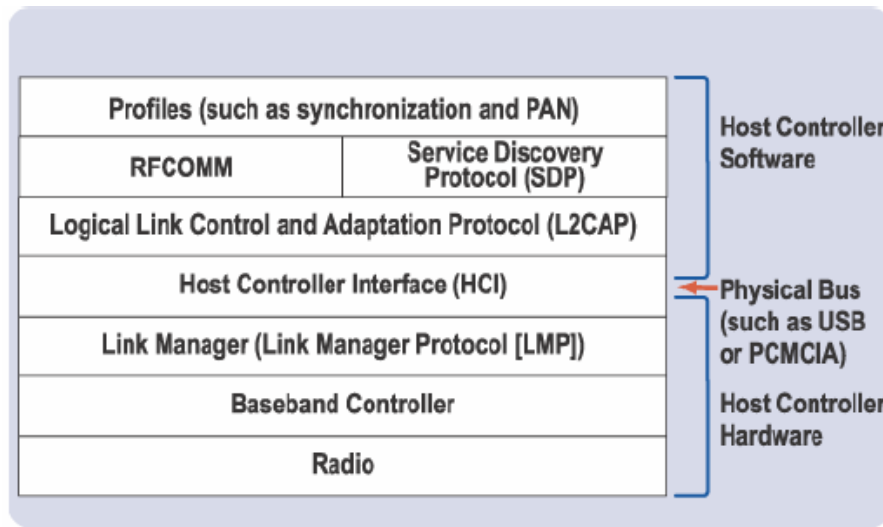 Profiles (such as synchronization and PAN)
RFCOMM
Service Discovery
Protocol (SDP)
Logical Link Control and Adaptation Protocol (L2CAP)
Host Controller Interface (HCI)
Link Manager (Link Manager Protocol [LMP])
Baseband Controller
Radio
Host Controller
Software
Physical Bus
(such as USB
or PCMCIA)
Host Controller
Hardware